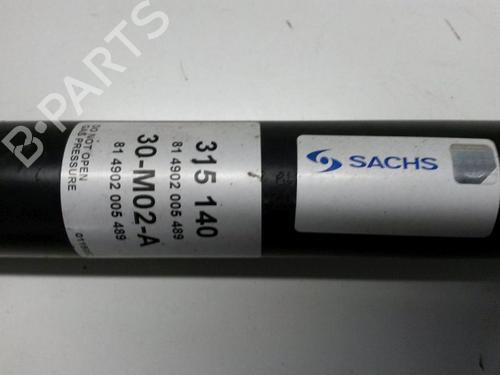 B-PARTS
315 140
81 4902 005 489
30-M02-A
81 4902 005 489
DO NOT OPEN
GAS PRESSURE
SACHS